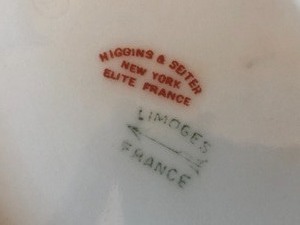 HIGGINS & SEITER
NEW YORK
ELITE FRANCE
LIMOGES
FRANCE